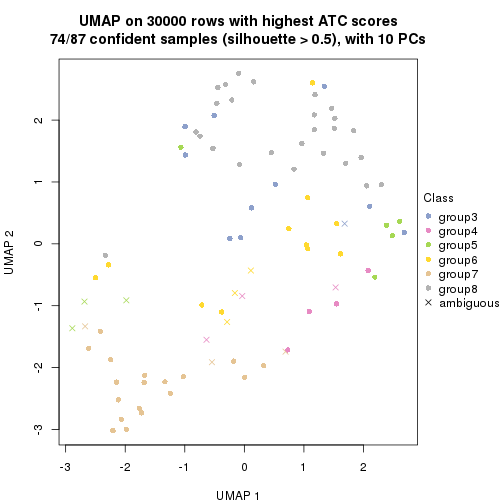 UMAP on 30000 rows with highest ATC scores
74/87 confident samples (silhouette > 0.5), with 10 PCs
UMAP 2
2
1
0
-1
-2
-3
-3
-2
-1
0
1
2
UMAP 1
Class
group3
group4
group5
group6
group7
group8
ambiguous